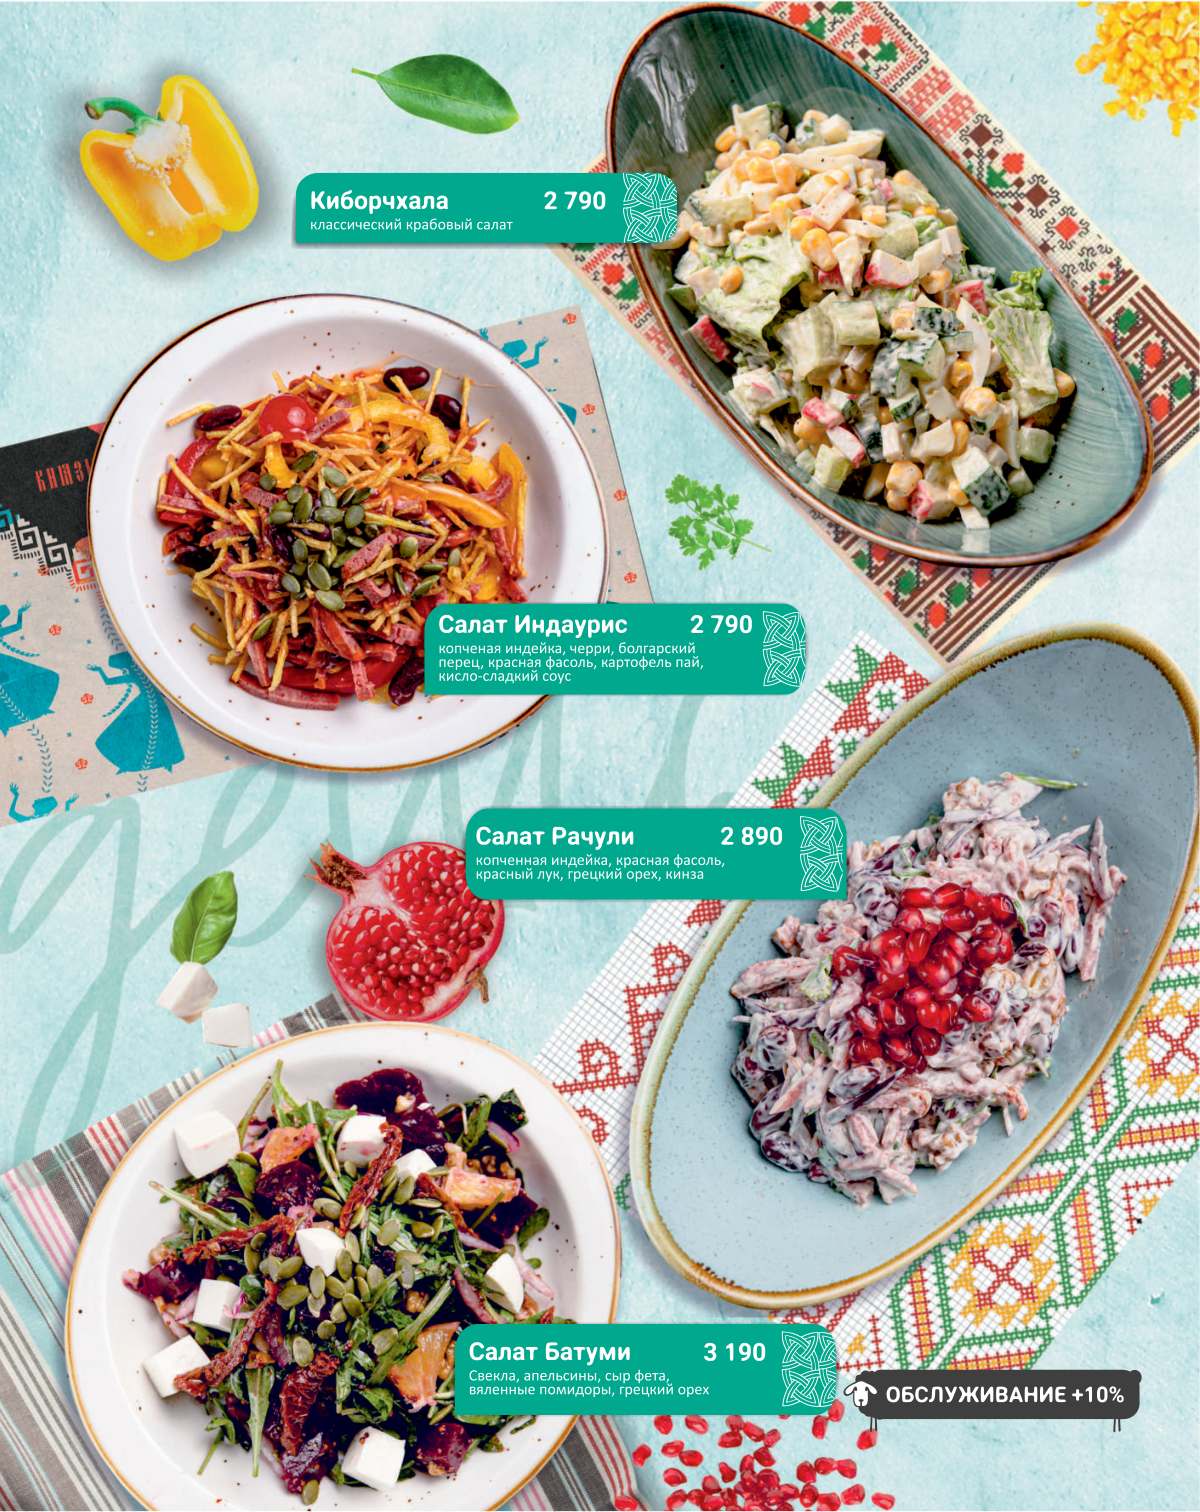 Киборчхала 2 790
классический крабовый салат
Салат Индаурис 2 790
копченая индейка, черри, болгарский
перец, красная фасоль, картофель пай,
кисло-сладкий соус
Салат Рачули 2 890
копченная индейка, красная фасоль,
красный лук, грецкий орех, кинза
Салат Батуми 3 190
Свекла, апельсины, сыр фета,
вяленные помидоры, грецкий орех
ОБСЛУЖИВАНИЕ +10%